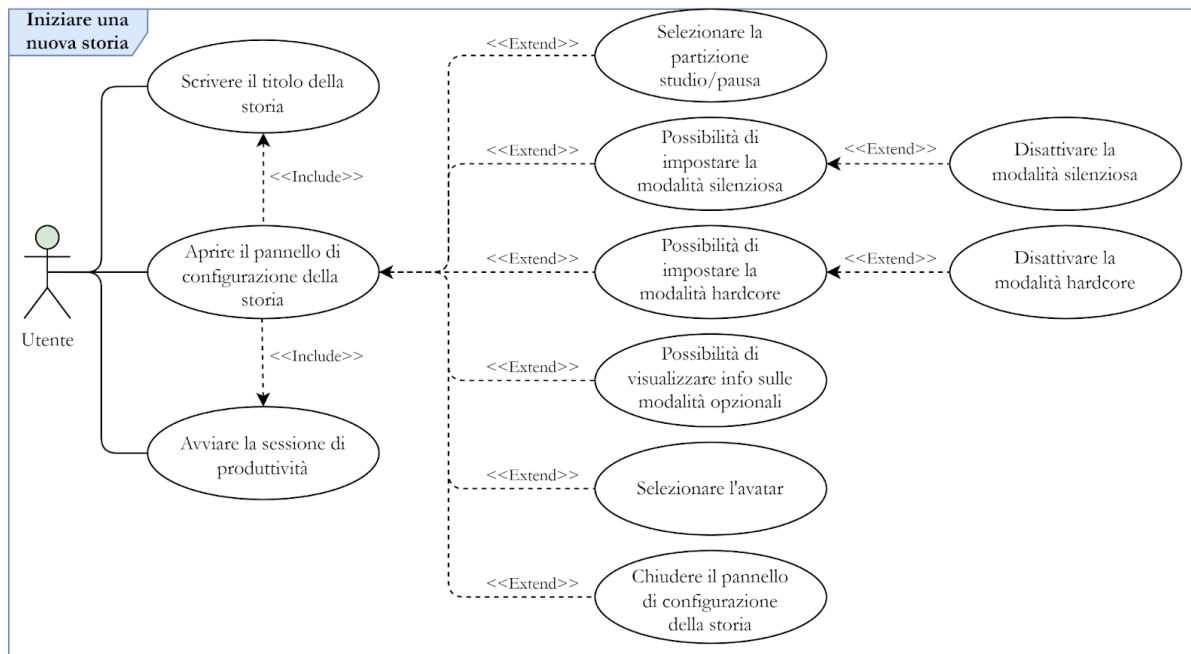 Iniziare una
nuova storia
Scrivere il titolo della
storia
<<Include>>
Aprire il pannello di
configurazione della
storia
<<Include>>
Avviare la sessione di
produttività
Utente
<<Extend>>
Selezionare la
partizione
studio/pausa
<<Extend>>
Possibilità di
impostare la
modalità silenziosa
<<Extend>>
Disattivare la
modalità silenziosa
<<Extend>>
Possibilità di
impostare la
modalità hardcore
<<Extend>>
Disattivare la
modalità hardcore
<<Extend>>
Possibilità di
visualizzare info sulle
modalità opzionali
<<Extend>>
Selezionare l'avatar
<<Extend>>
Chiudere il pannello
di configurazione
della storia